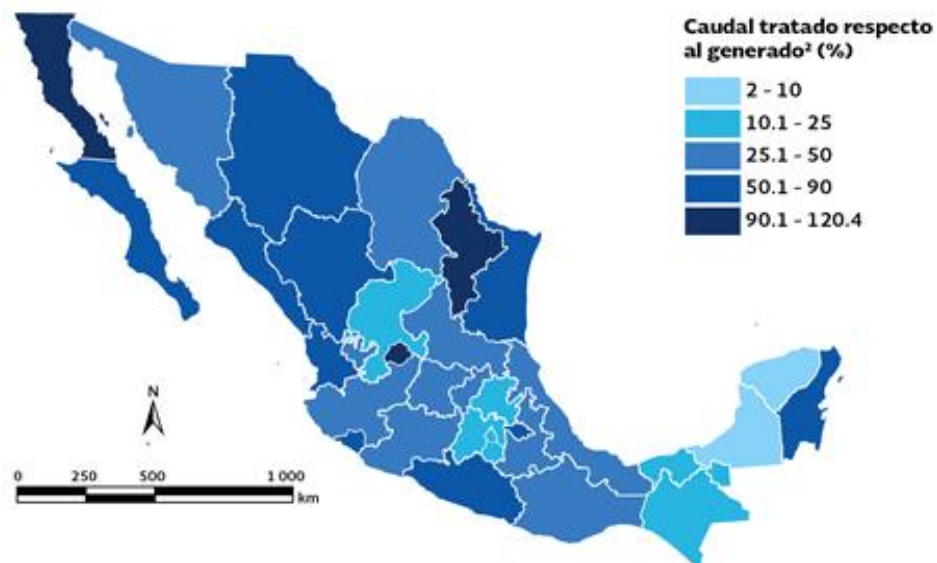 Caudal tratado respecto
al generado² (%)
2 - 10
10.1 - 25
25.1 - 50
50.1 - 90
90.1 - 120.4
N
0 250 500 1 000
km